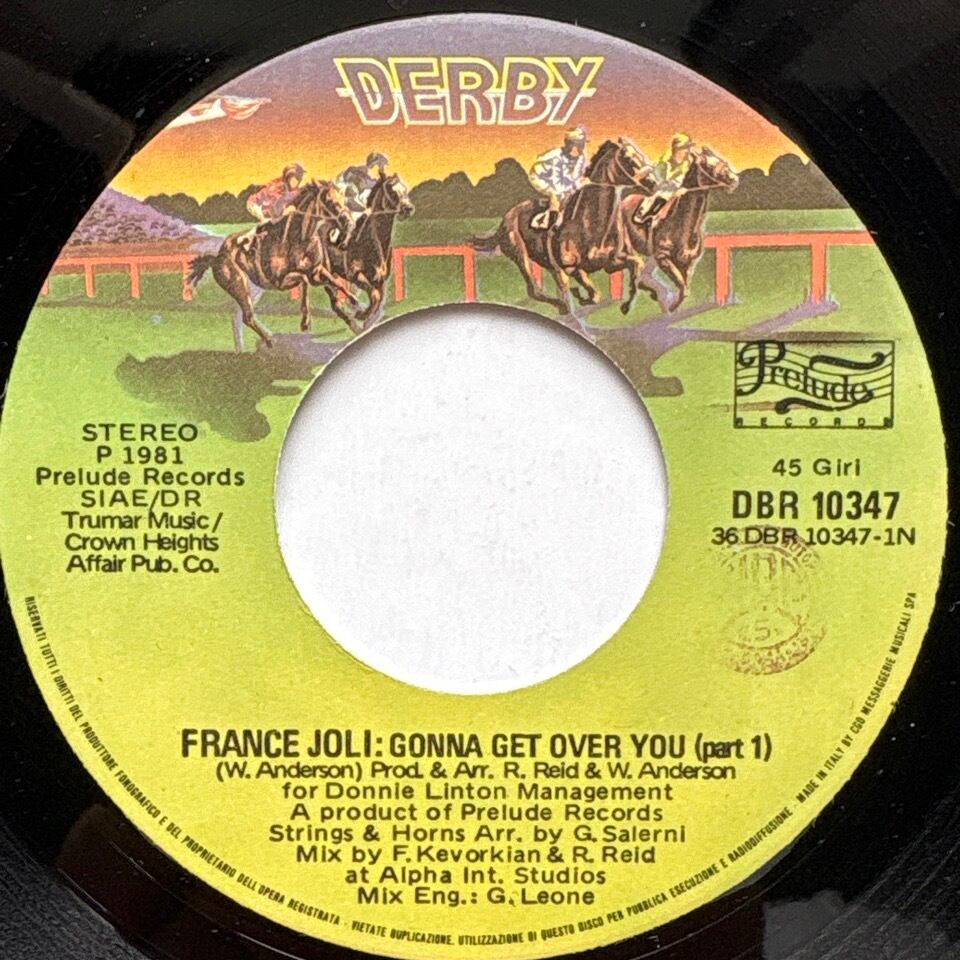 DERBY
Prelude
RECORDS
STEREO
P 1981
Prelude Records
SIAE/DR
Trumar Music/
Crown Heights
Affair Pub. Co.
45 Giri
DBR 10347
36 DBR 10347-1N
FRANCE JOLI: GONNA GET OVER YOU (part 1)
(W. Anderson) Prod. & Arr. R. Reid & W. Anderson
for Donnie Linton Management
A product of Prelude Records
Strings & Horns Arr. by G. Salerni
Mix by F. Kevorkian & R. Reid
at Alpha Int. Studios
Mix Eng.: G. Leone
RISERVATI TUTTI I DIRITTI DEL PRODUTTORE FONOGRAFICO E DEL PROPRIETARIO DELL'OPERA REGISTRATA - VIETATE DUPLICAZIONE, UTILIZZAZIONE DI QUESTO DISCO PER PUBBLICA ESECUZIONE E RADIODIFFUSIONE - MADE IN ITALY BY CGD MESSAGGERIE MUSICALI SPA